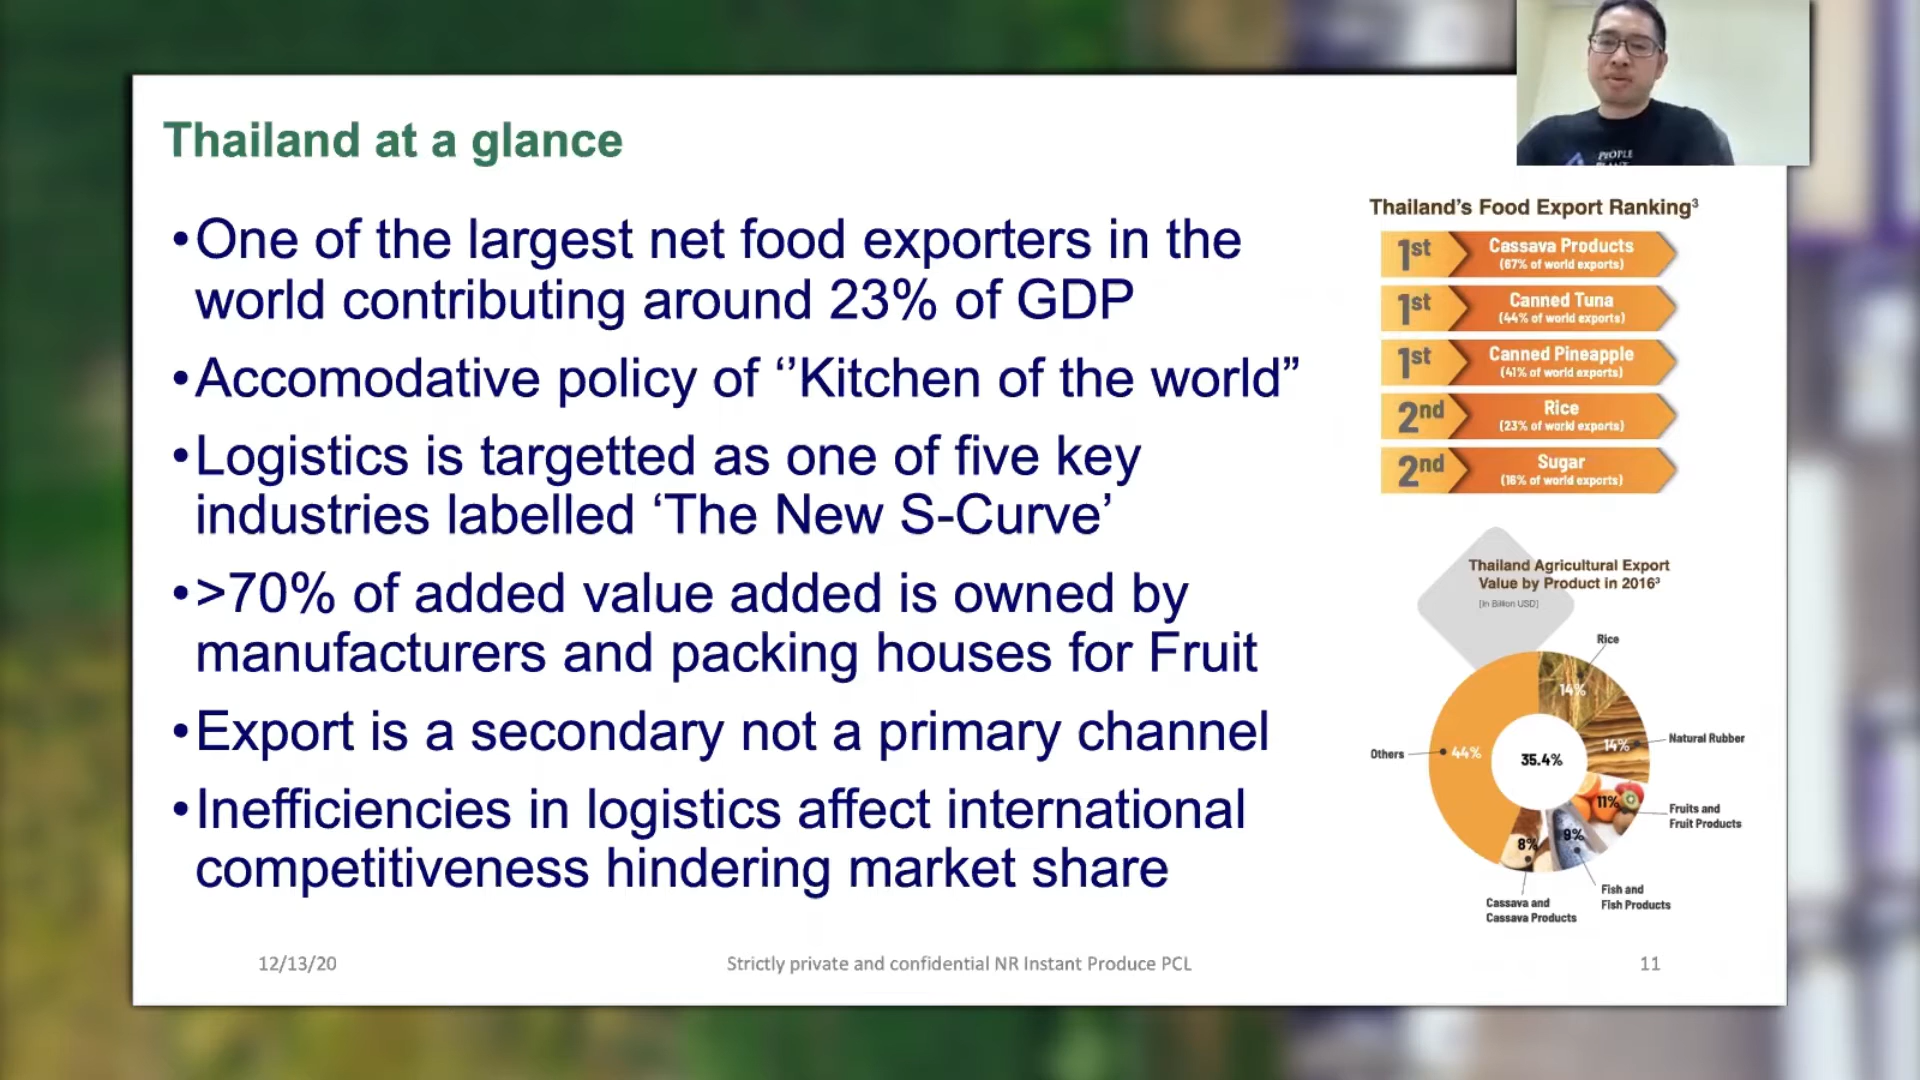 PEOPLE
Thailand at a glance
•One of the largest net food exporters in the
world contributing around 23% of GDP
•Accomodative policy of ‘’Kitchen of the world”
•Logistics is targetted as one of five key
industries labelled ‘The New S-Curve’
•>70% of added value added is owned by
manufacturers and packing houses for Fruit
•Export is a secondary not a primary channel
•Inefficiencies in logistics affect international
competitiveness hindering market share
Thailand's Food Export Ranking³
1st Cassava Products
(67% of world exports)
1st Canned Tuna
(44% of world exports)
1st Canned Pineapple
(41% of world exports)
2nd Rice
(23% of world exports)
2nd Sugar
(16% of world exports)
Thailand Agricultural Export
Value by Product in 2016³
[In Billion USD]
Rice
14%
Natural Rubber
14%
Others
44%
35.4%
Fruits and
Fruit Products
11%
9%
8%
Fish and
Fish Products
Cassava and
Cassava Products
12/13/20
Strictly private and confidential NR Instant Produce PCL
11